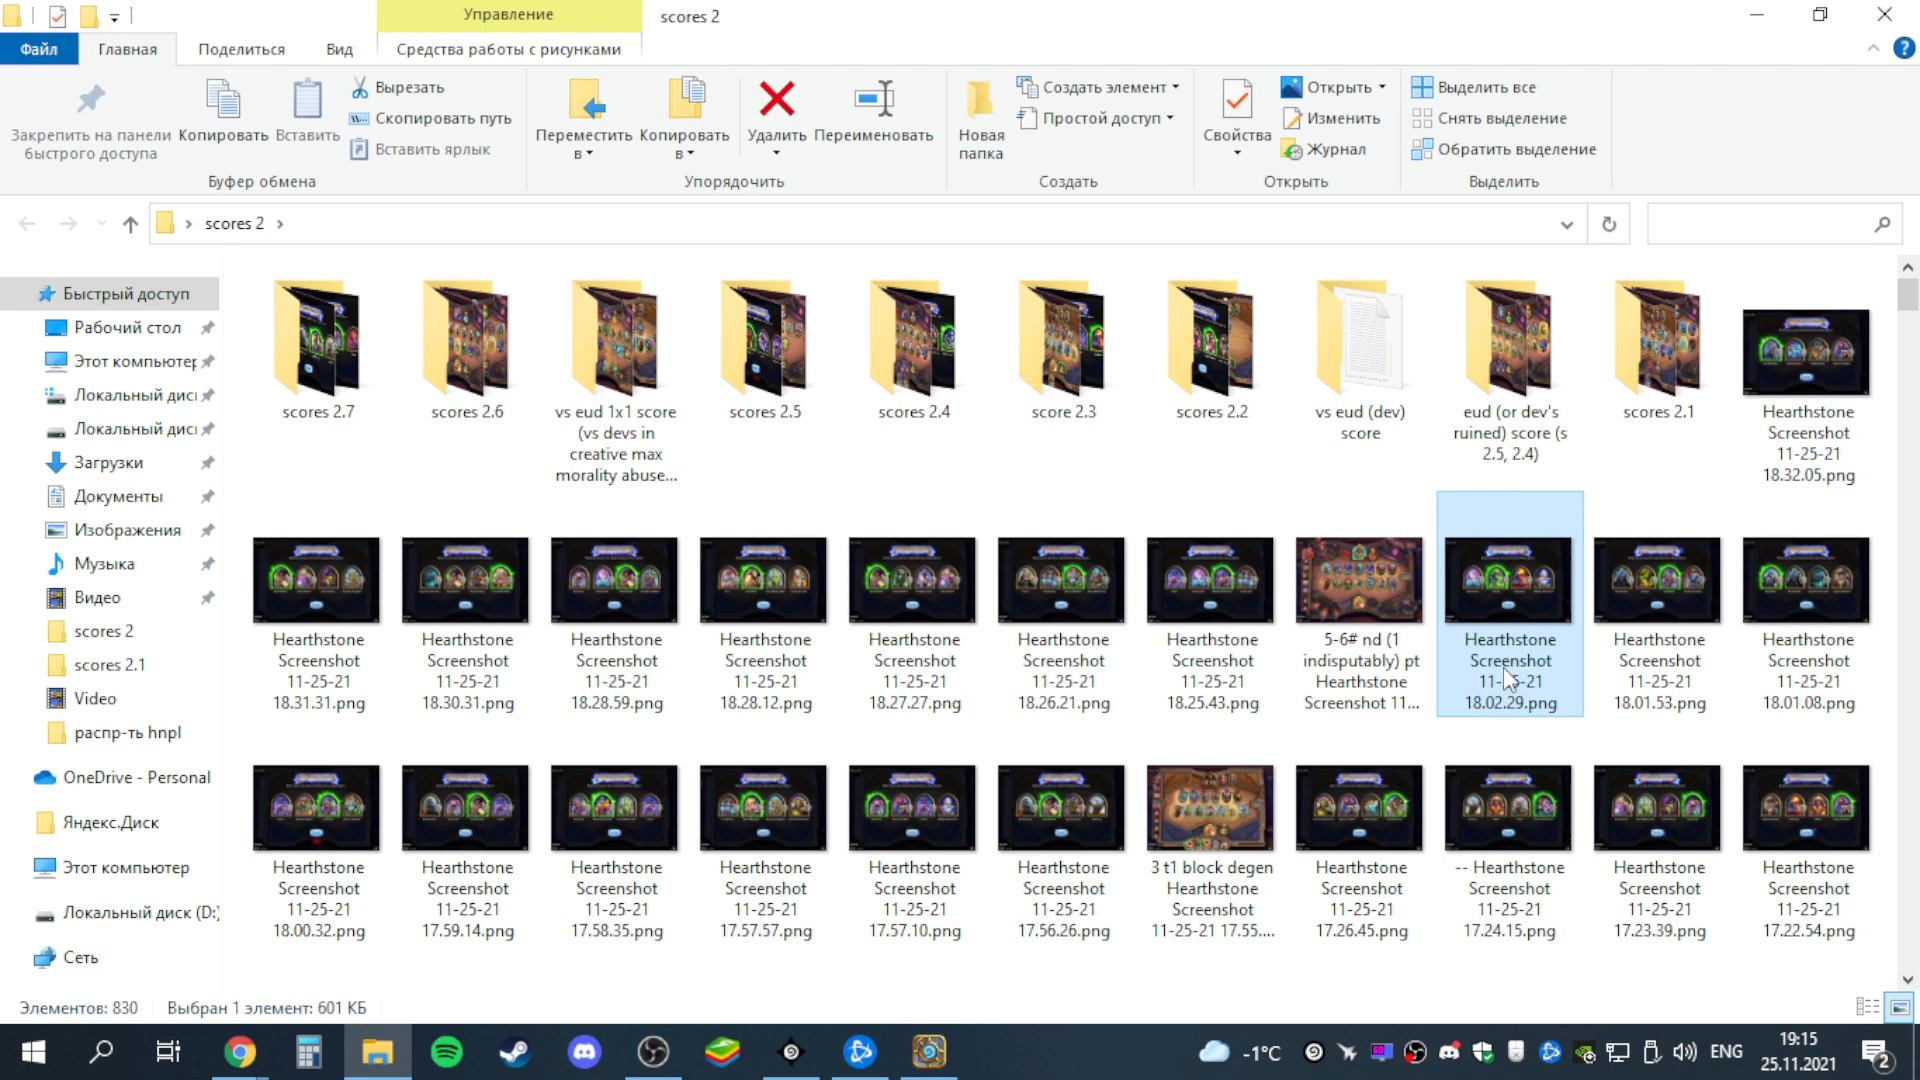 Управление
scores 2
Файл
Главная
Поделиться
Вид
Средства работы с рисунками
Закрепить на панели
быстрого доступа
Копировать
Вставить
Вырезать
Скопировать путь
Вставить ярлык
Буфер обмена
Переместить
в
Копировать
в
Удалить
Переименовать
Упорядочить
Новая
папка
Создать элемент
Простой доступ
Создать
Свойства
Открыть
Изменить
Журнал
Открыть
Выделить все
Снять выделение
Обратить выделение
Выделить
scores 2
Быстрый доступ
Рабочий стол
Этот компьютер
Локальный дис
Локальный дис
Загрузки
Документы
Изображения
Музыка
Видео
scores 2
scores 2.1
Video
распр-ть hnpl
OneDrive - Personal
Яндекс.Диск
Этот компьютер
Локальный диск (D:)
Сеть
scores 2.7
scores 2.6
vs eud 1x1 score
(vs devs in
creative max
morality abuse...
scores 2.5
scores 2.4
score 2.3
scores 2.2
vs eud (dev)
score
eud (or dev's
ruined) score (s
2.5, 2.4)
scores 2.1
Hearthstone
Screenshot
11-25-21
18.32.05.png
Hearthstone
Screenshot
11-25-21
18.31.31.png
Hearthstone
Screenshot
11-25-21
18.30.31.png
Hearthstone
Screenshot
11-25-21
18.28.59.png
Hearthstone
Screenshot
11-25-21
18.28.12.png
Hearthstone
Screenshot
11-25-21
18.27.27.png
Hearthstone
Screenshot
11-25-21
18.26.21.png
Hearthstone
Screenshot
11-25-21
18.25.43.png
5-6# nd (1
indisputably) pt
Hearthstone
Screenshot 11...
Hearthstone
Screenshot
11-25-21
18.02.29.png
Hearthstone
Screenshot
11-25-21
18.01.53.png
Hearthstone
Screenshot
11-25-21
18.01.08.png
Hearthstone
Screenshot
11-25-21
18.00.32.png
Hearthstone
Screenshot
11-25-21
17.59.14.png
Hearthstone
Screenshot
11-25-21
17.58.35.png
Hearthstone
Screenshot
11-25-21
17.57.57.png
Hearthstone
Screenshot
11-25-21
17.57.10.png
Hearthstone
Screenshot
11-25-21
17.56.26.png
3 t1 block degen
Hearthstone
Screenshot
11-25-21 17.55....
Hearthstone
Screenshot
11-25-21
17.26.45.png
-- Hearthstone
Screenshot
11-25-21
17.24.15.png
Hearthstone
Screenshot
11-25-21
17.23.39.png
Hearthstone
Screenshot
11-25-21
17.22.54.png
Элементов: 830
Выбран 1 элемент: 601 КБ
-1°C
ENG
19:15
25.11.2021
2